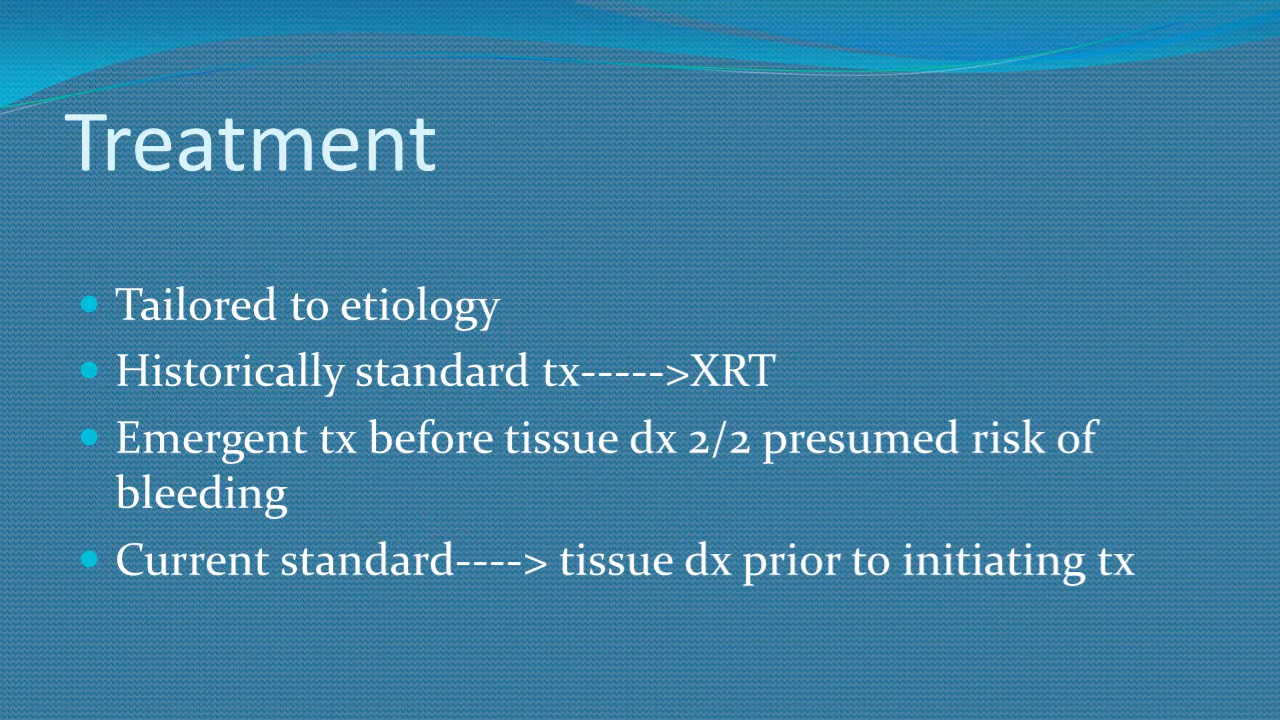 Treatment
Tailored to etiology
Historically standard tx----->XRT
Emergent tx before tissue dx 2/2 presumed risk of
bleeding
Current standard----> tissue dx prior to initiating tx